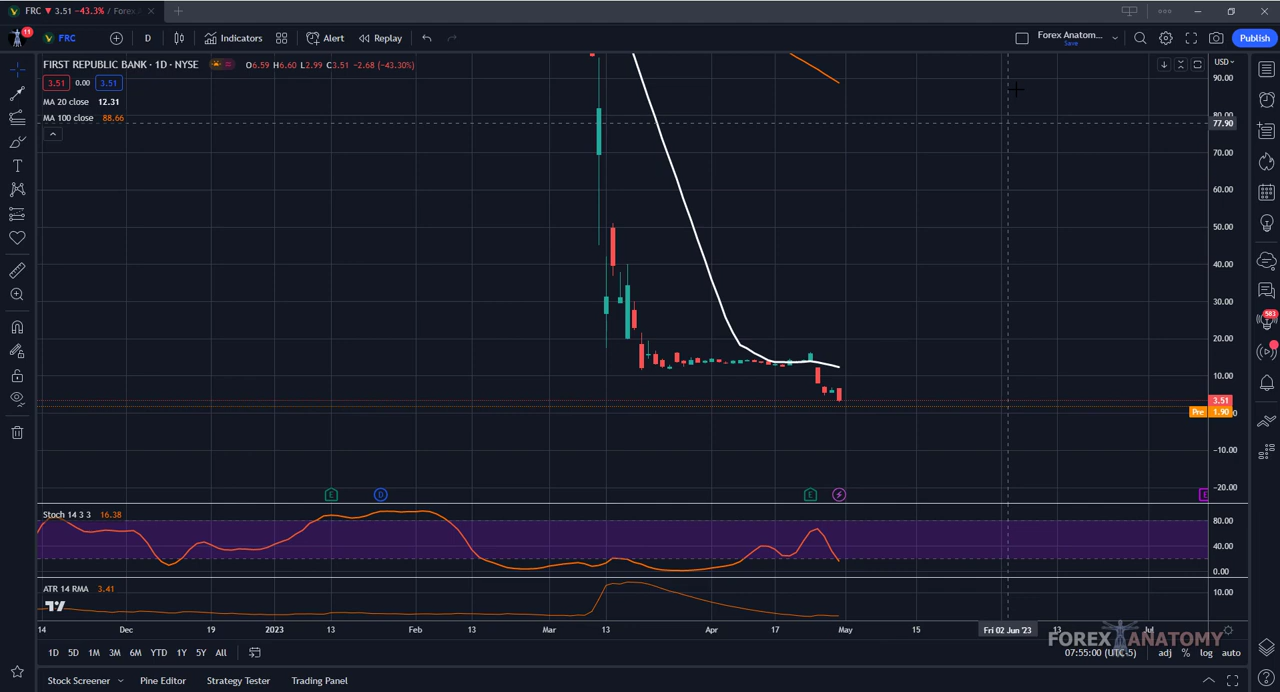 FRC ▼ 3.51 −43.3% / Forex
11
FRC
D
Indicators
Alert
Replay
Forex Anatom...
Save
Publish
FIRST REPUBLIC BANK · 1D · NYSE
O6.59 H6.60 L2.99 C3.51 −2.68 (−43.30%)
USD
3.51 0.00 3.51
MA 20 close 12.31
MA 100 close 88.66
90.00
80.00
77.90
70.00
60.00
50.00
40.00
30.00
20.00
10.00
3.51
Pre 1.90
−10.00
−20.00
583
E D E E
Stoch 14 3 3 16.38
80.00
40.00
0.00
ATR 14 RMA 3.41
10.00
14 Dec 19 2023 13 Feb 13 Mar 13 Apr 17 May 15 Fri 02 Jun '23 13 Jul
FOREX ANATOMY
1D 5D 1M 3M 6M YTD 1Y 5Y All
07:55:00 (UTC-5) adj % log auto
Stock Screener Pine Editor Strategy Tester Trading Panel